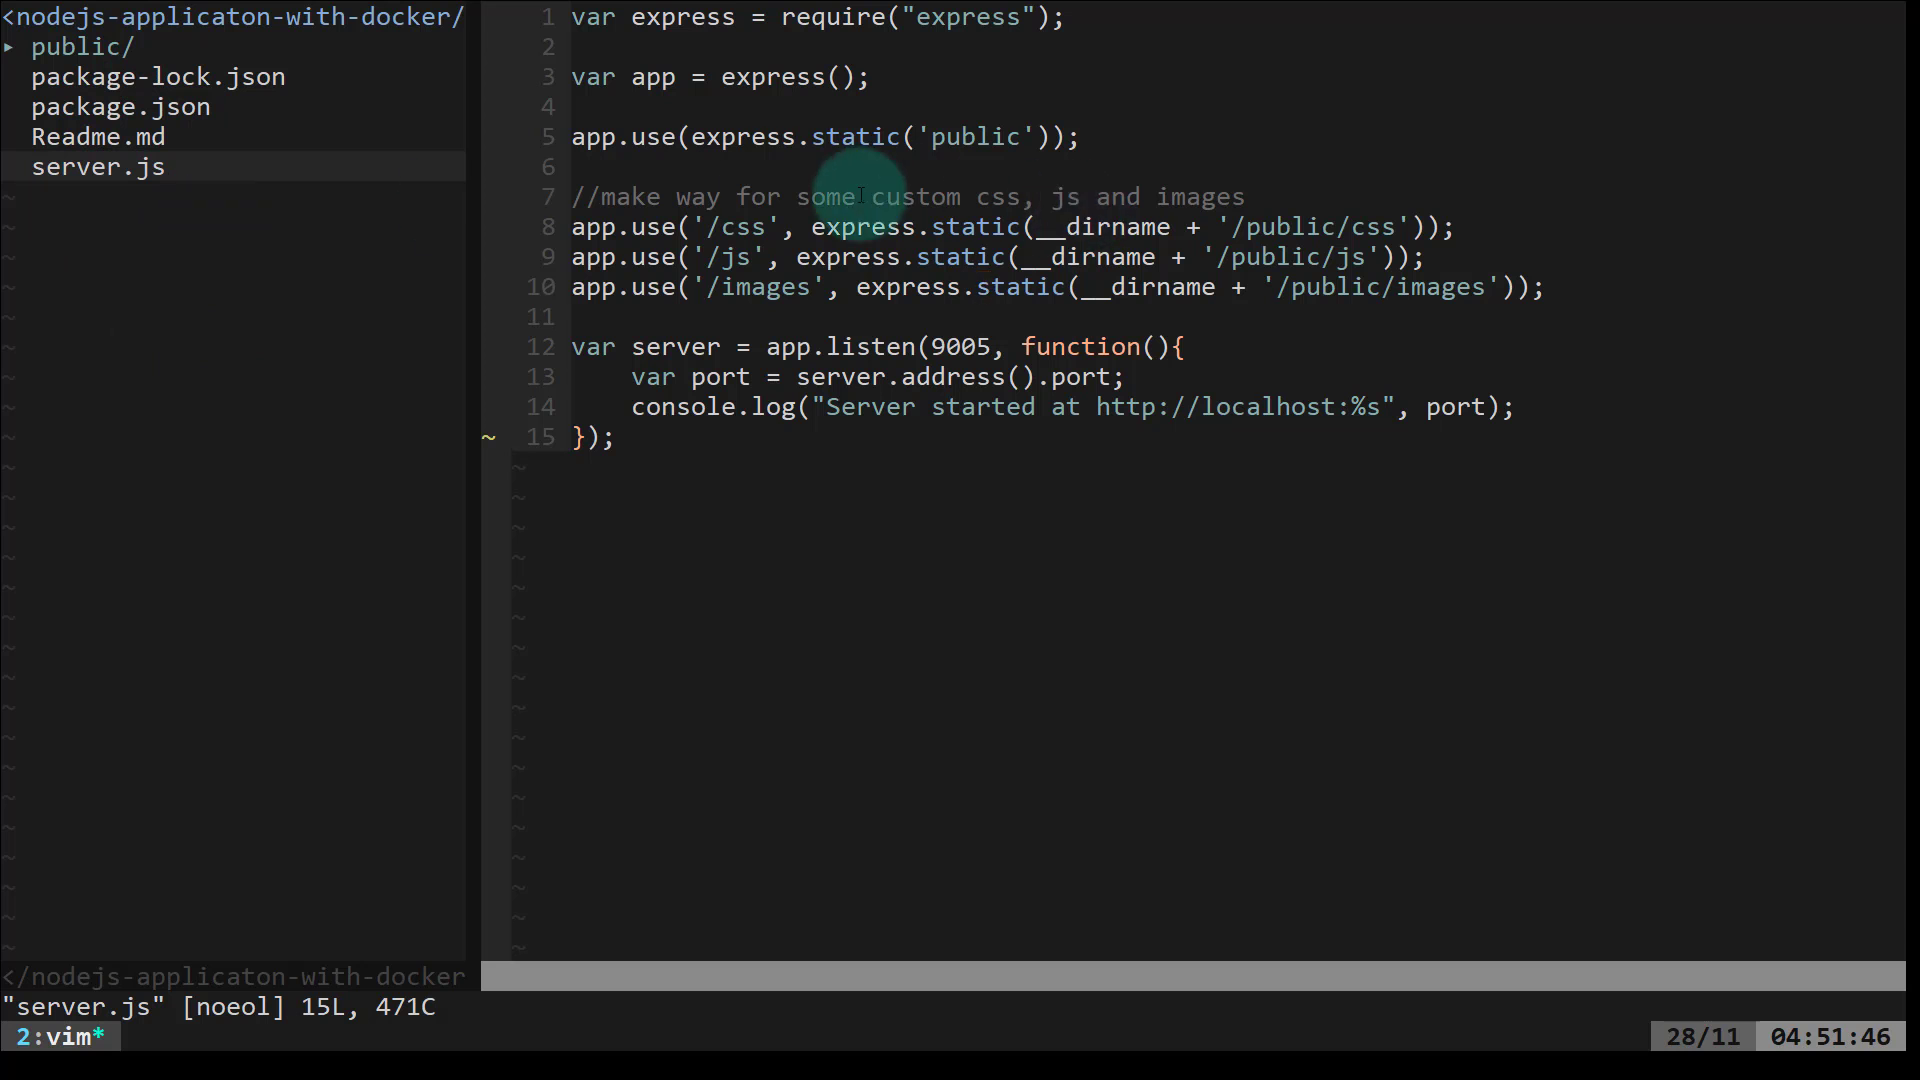 <nodejs-applicaton-with-docker/
▸ public/
package-lock.json
package.json
Readme.md
server.js
</nodejs-applicaton-with-docker
1 var express = require("express");
2
3 var app = express();
4
5 app.use(express.static('public'));
6
7 //make way for some custom css, js and images
8 app.use('/css', express.static(__dirname + '/public/css'));
9 app.use('/js', express.static(__dirname + '/public/js'));
10 app.use('/images', express.static(__dirname + '/public/images'));
11
12 var server = app.listen(9005, function(){
13     var port = server.address().port;
14     console.log("Server started at http://localhost:%s", port);
~ 15 });
"server.js" [noeol] 15L, 471C
2:vim* 28/11 04:51:46